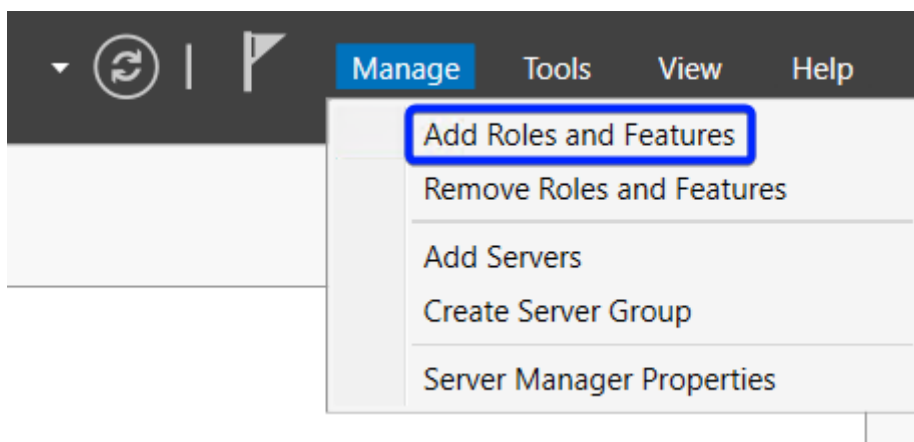 Manage Tools View Help
Add Roles and Features
Remove Roles and Features
Add Servers
Create Server Group
Server Manager Properties